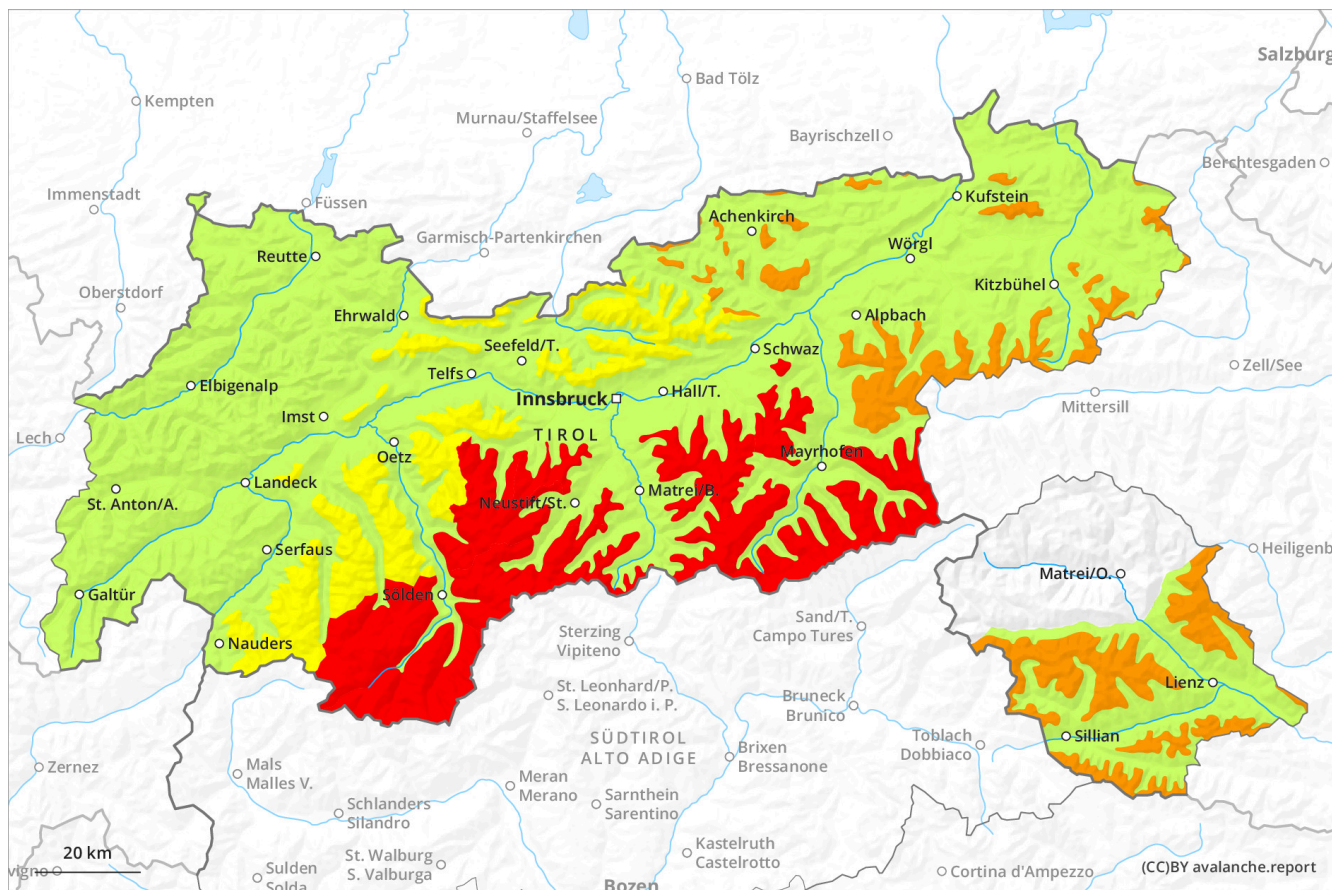 Salzburg
Bad Tölz
Kempten
Murnau/Staffelsee
Bayrischzell
Berchtesgaden
Immenstadt
Füssen
Kufstein
Achenkirch
Garmisch-Partenkirchen
Wörgl
Reutte
Oberstdorf
Kitzbühel
Ehrwald
Alpbach
Seefeld/T.
Schwaz
Zell/See
Telfs
Elbigenalp
Hall/T.
Innsbruck
Mittersill
Imst
Lech
TIROL
Oetz
Mayrhofen
Landeck
Matrei/B.
St. Anton/A.
Neustift/St.
Serfaus
Heiligenb
Matrei/O.
Galtür
Sölden
Sand/T.
Campo Tures
Sterzing
Vipiteno
Nauders
Lienz
St. Leonhard/P.
S. Leonardo i. P.
Bruneck
Brunico
Sillian
Toblach
Dobbiaco
SÜDTIROL
ALTO ADIGE
Brixen
Bressanone
Zernez
Mals
Malles V.
Meran
Merano
Sarnthein
Sarentino
Schlanders
Silandro
Kastelruth
Castelrotto
20 km
St. Walburg
S. Valburga
vigno
Sulden
Solda
Cortina d'Ampezzo
(CC)BY avalanche.report
Bozen